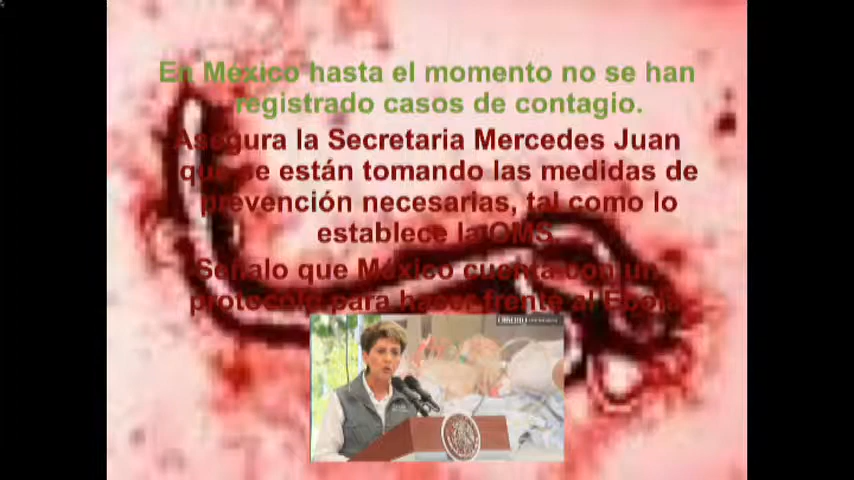 En México hasta el momento no se han
registrado casos de contagio.
Asegura la Secretaria Mercedes Juan
que se están tomando las medidas de
prevención necesarias, tal como lo
establece la OMS.
Señalo que México cuenta con un
protocolo para hacer frente al Ebola